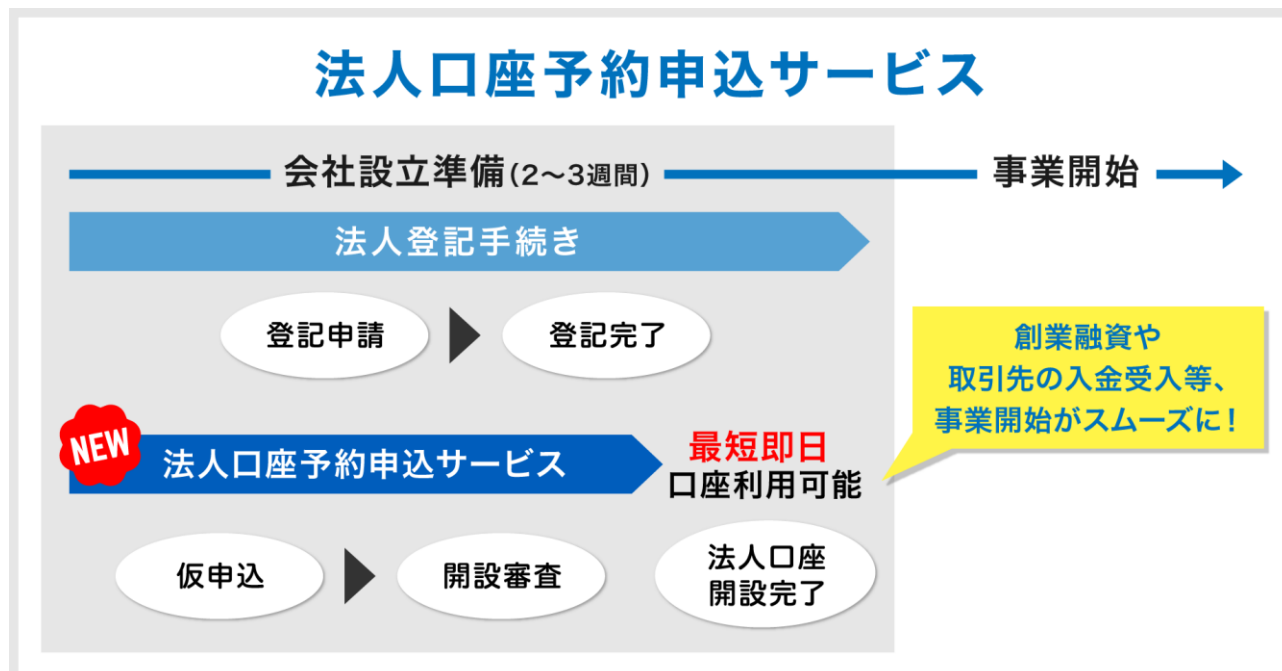 法人口座予約申込サービス
会社設立準備(2〜3週間)
事業開始
法人登記手続き
登記申請
登記完了
創業融資や
取引先の入金受入等、
事業開始がスムーズに!
NEW
法人口座予約申込サービス
最短即日
口座利用可能
仮申込
開設審査
法人口座
開設完了